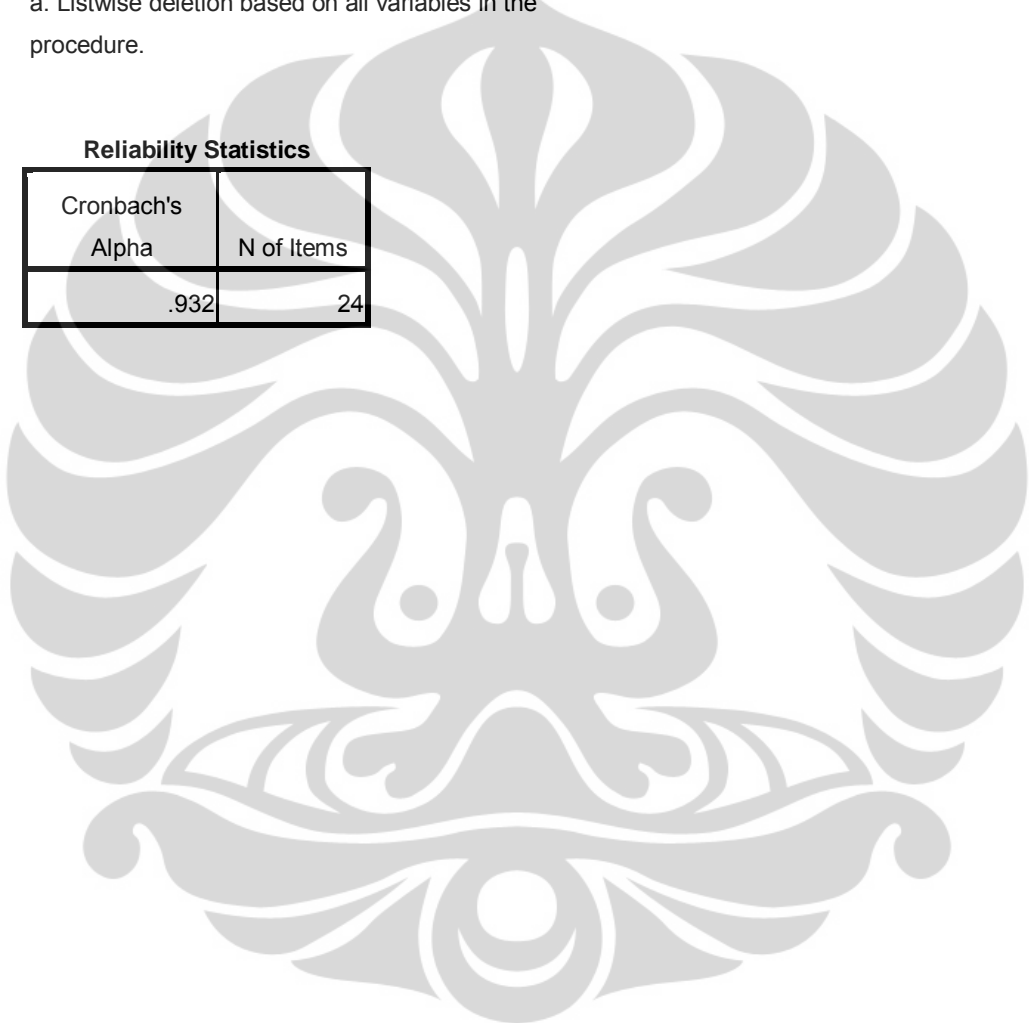 a. Listwise deletion based on all variables in the
procedure.
Reliability Statistics
Cronbach's
Alpha N of Items
.932 24